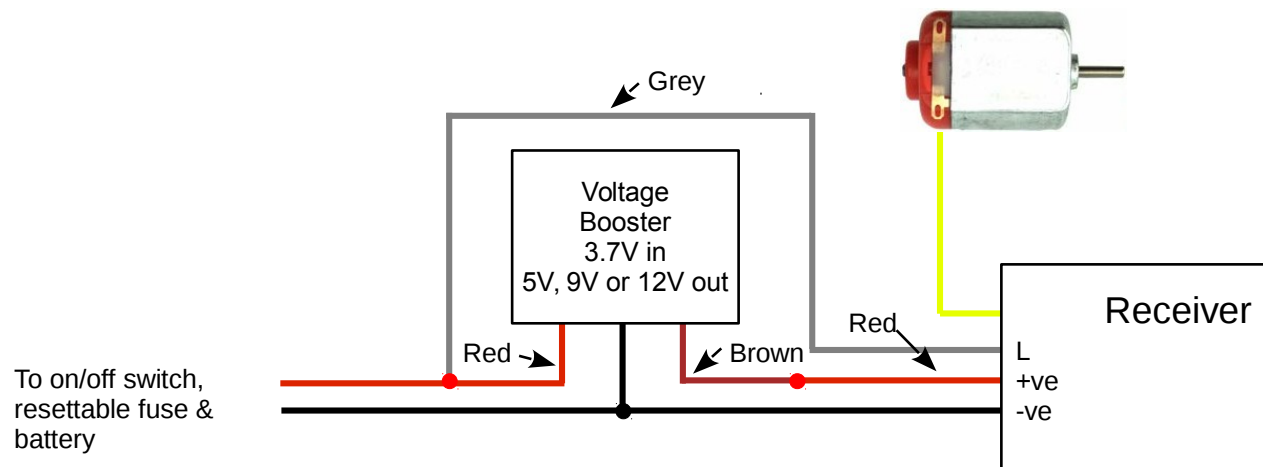 Grey
Voltage
Booster
3.7V in
5V, 9V or 12V out
Receiver
Red
Red
Brown
L
+ve
-ve
To on/off switch,
resettable fuse &
battery